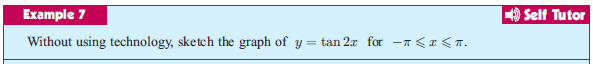 Example 7
Self Tutor
Without using technology, sketch the graph of y = tan 2x for −π ⩽ x ⩽ π.